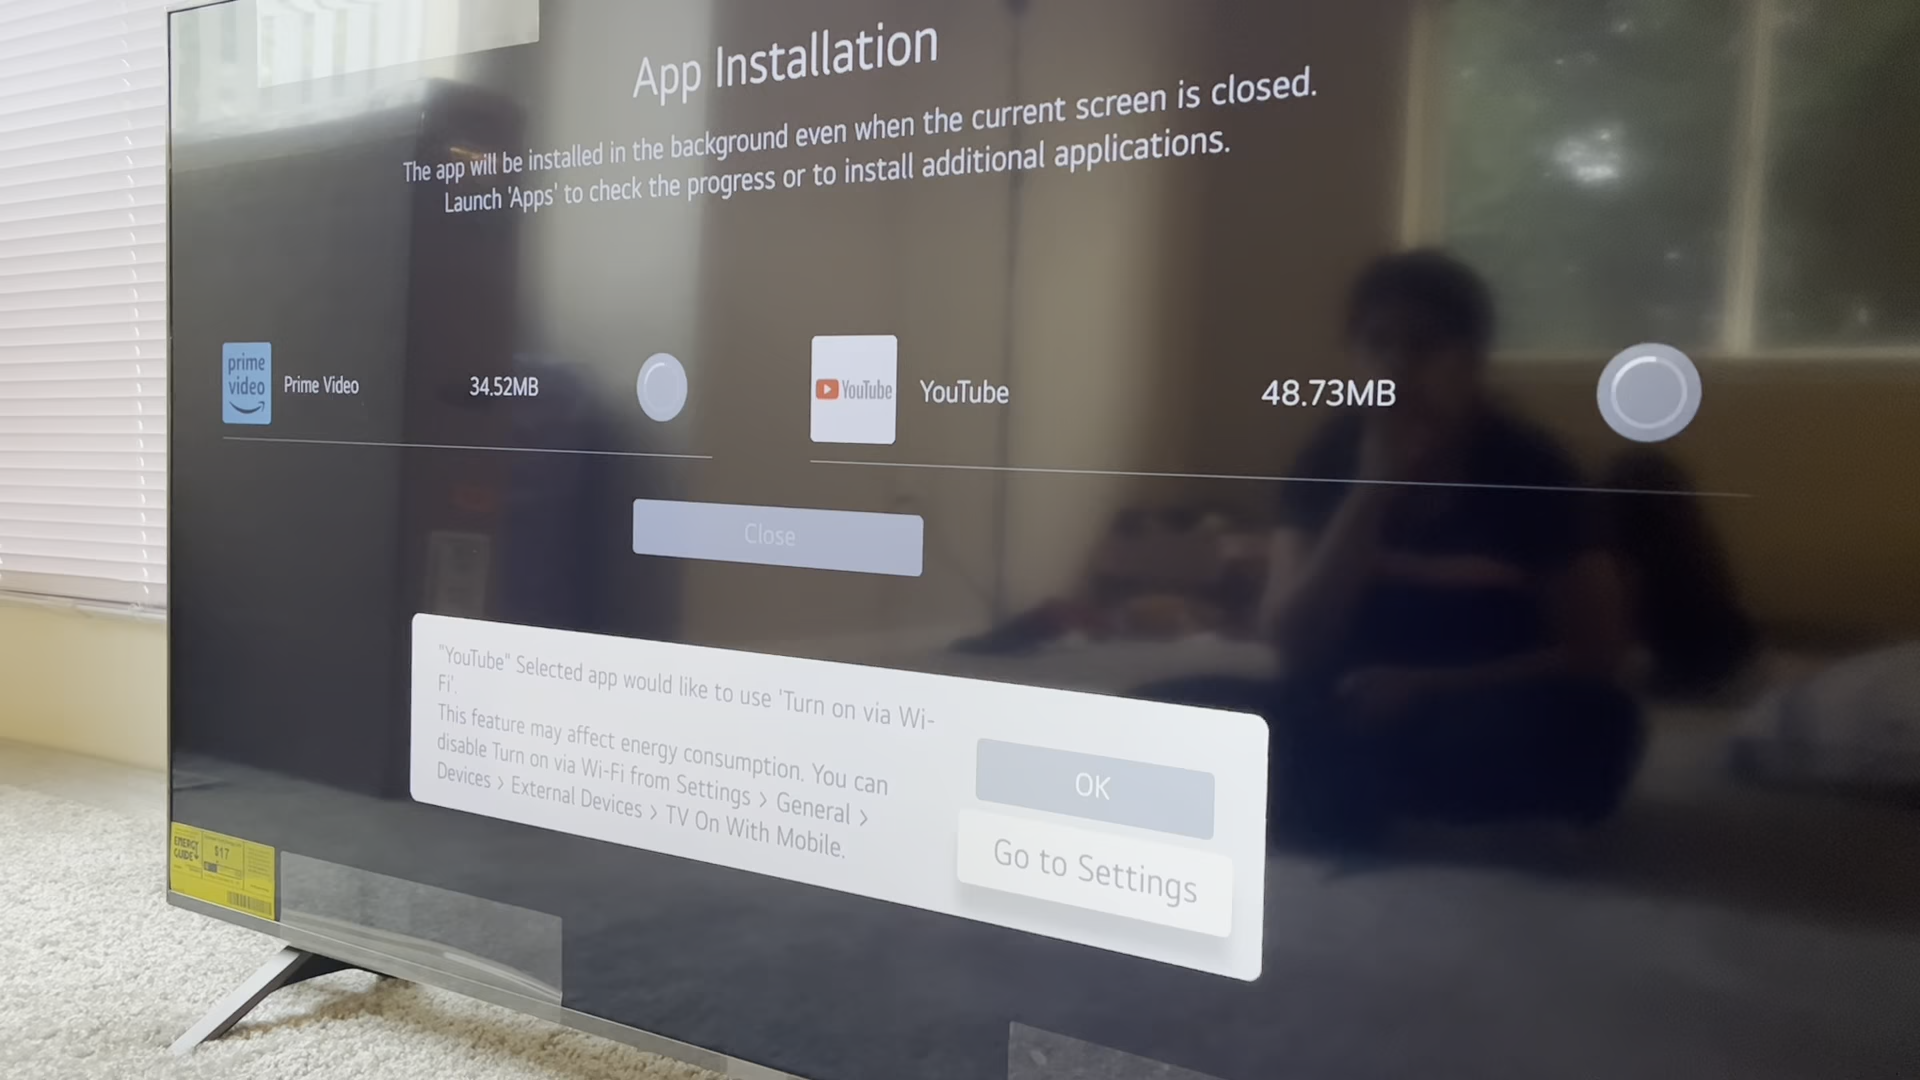 App Installation
The app will be installed in the background even when the current screen is closed.
Launch 'Apps' to check the progress or to install additional applications.
prime
video
Prime Video
34.52MB
YouTube
YouTube
48.73MB
Close
"YouTube" Selected app would like to use 'Turn on via Wi-
Fi'.
This feature may affect energy consumption. You can
disable Turn on via Wi-Fi from Settings > General >
Devices > External Devices > TV On With Mobile.
OK
Go to Settings
ENERGY
GUIDE
$17